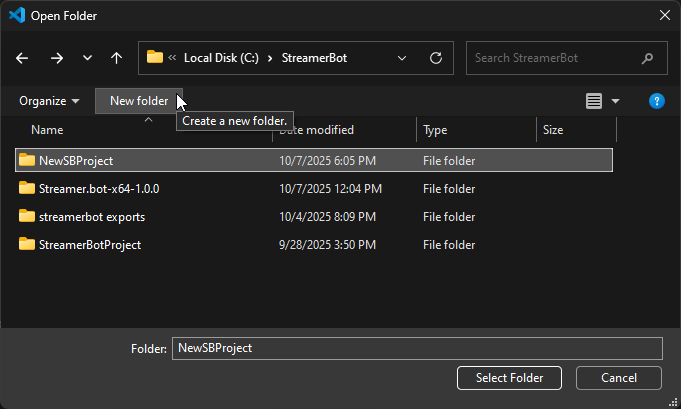 Open Folder
Local Disk (C:) StreamerBot
Search StreamerBot
Organize New folder
Create a new folder.
Name Date modified Type Size
NewSBProject 10/7/2025 6:05 PM File folder
Streamer.bot-x64-1.0.0 10/7/2025 12:04 PM File folder
streamerbot exports 10/4/2025 8:09 PM File folder
StreamerBotProject 9/28/2025 3:50 PM File folder
Folder: NewSBProject
Select Folder Cancel